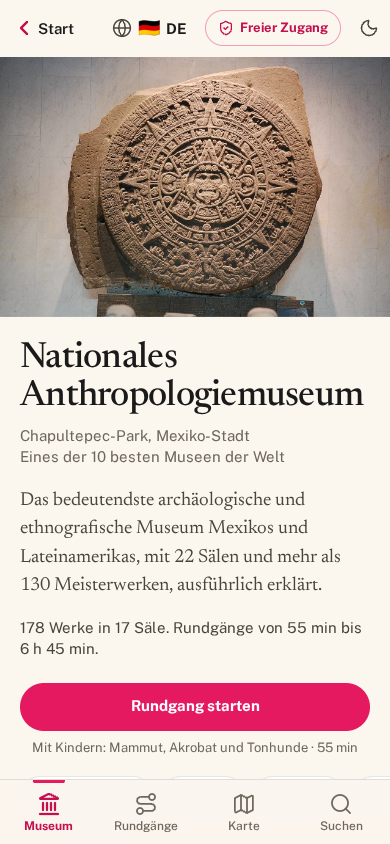 Start
DE
Freier Zugang
Nationales
Anthropologiemuseum
Chapultepec-Park, Mexiko-Stadt
Eines der 10 besten Museen der Welt
Das bedeutendste archäologische und
ethnografische Museum Mexikos und
Lateinamerikas, mit 22 Sälen und mehr als
130 Meisterwerken, ausführlich erklärt.
178 Werke in 17 Säle. Rundgänge von 55 min bis
6 h 45 min.
Rundgang starten
Mit Kindern: Mammut, Akrobat und Tonhunde · 55 min
Museum
Rundgänge
Karte
Suchen